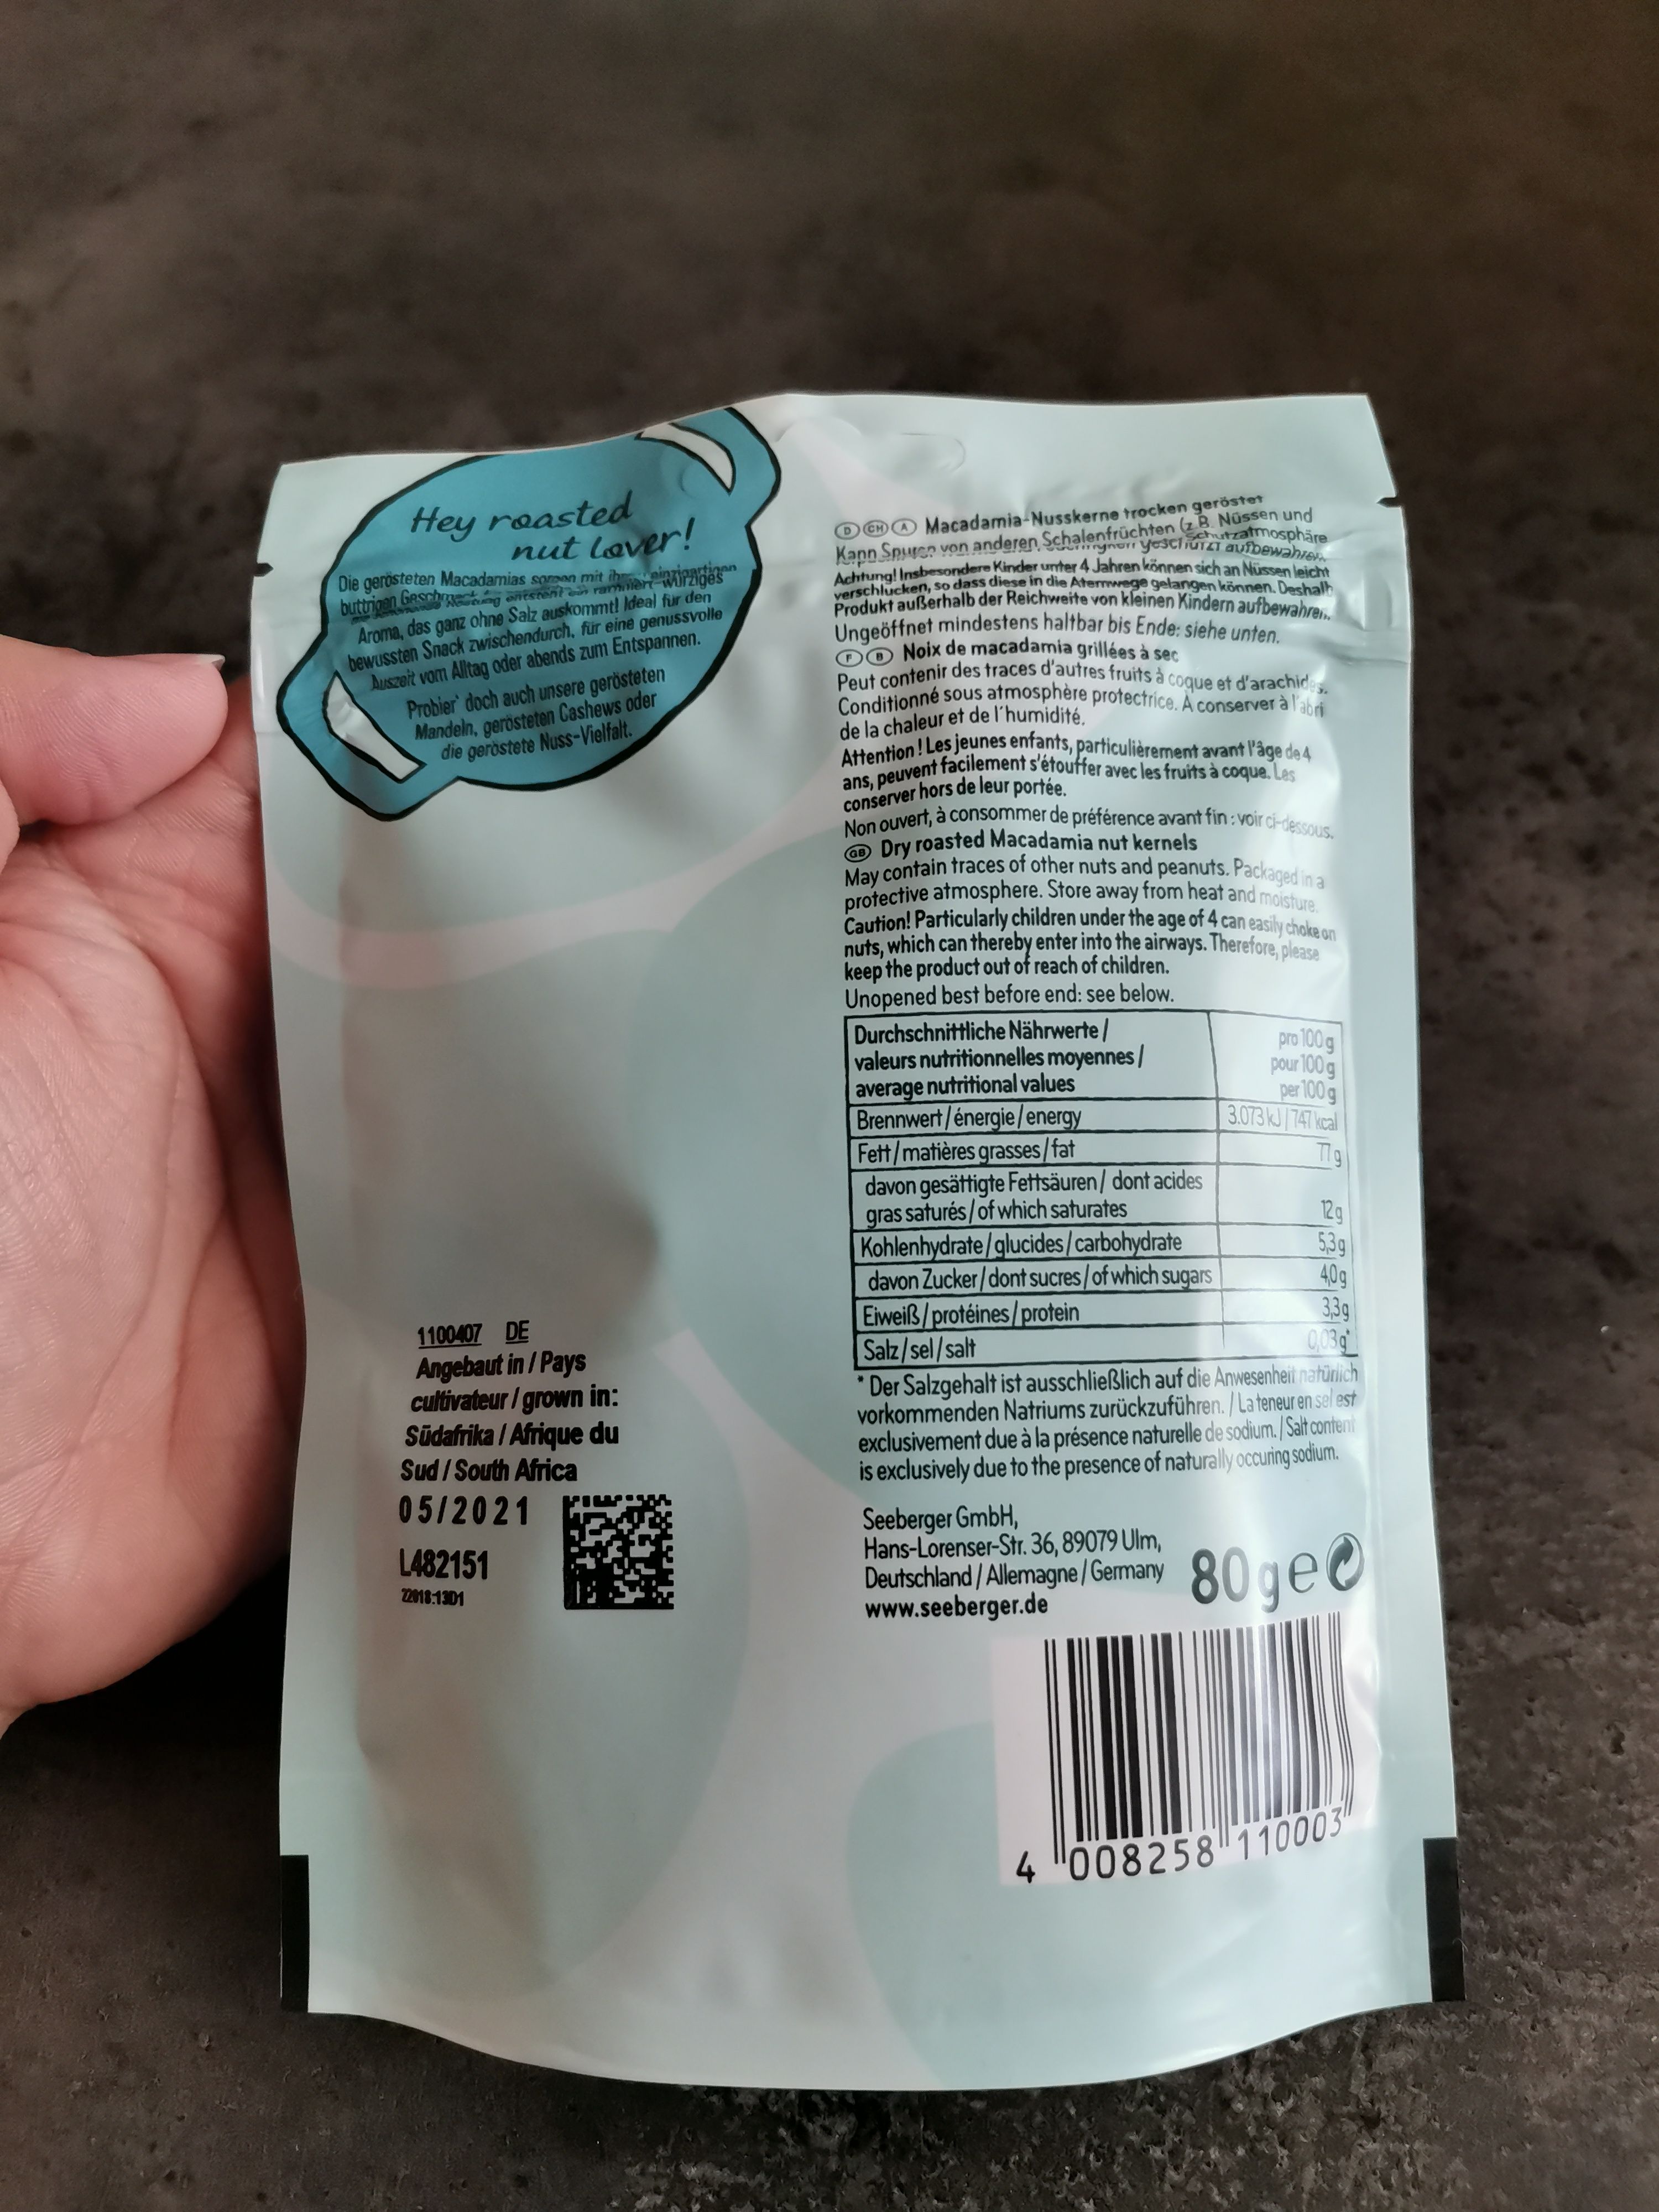 Hey roasted
nut lover!
Die gerösteten Macadamias sorgen mit einzigartigen
buttrigen
Aroma, das ganz ohne Salz auskommt! Ideal für den
bewussten Snack zwischendurch, für eine genussvolle
Auszeit vom Alltag oder abends zum Entspannen.
Probier' doch auch unsere gerösteten
Mandeln, gerösteten Cashews oder
die geröstete Nuss-Vielfalt.
D CH A Macadamia-Nusskerne trocken geröstet
Kann Spuren von anderen Schalenfrüchten (z.B. Nüssen und
Schutzatmosphäre
geschützt aufbewahren.
Achtung! Insbesondere Kinder unter 4 Jahren können sich an Nüssen leicht
verschlucken, so dass diese in die Atemwege gelangen können. Deshalb
Produkt außerhalb der Reichweite von kleinen Kindern aufbewahren.
Ungeöffnet mindestens haltbar bis Ende: siehe unten.
F B Noix de macadamia grillées à sec
Peut contenir des traces d'autres fruits à coque et d'arachides.
Conditionné sous atmosphère protectrice. À conserver à l'abri
de la chaleur et de l'humidité.
Attention ! Les jeunes enfants, particulièrement avant l'âge de 4
ans, peuvent facilement s'étouffer avec les fruits à coque. Les
conserver hors de leur portée.
Non ouvert, à consommer de préférence avant fin : voir ci-dessous.
GB Dry roasted Macadamia nut kernels
May contain traces of other nuts and peanuts. Packaged in a
protective atmosphere. Store away from heat and moisture.
Caution! Particularly children under the age of 4 can easily choke on
nuts, which can thereby enter into the airways. Therefore, please
keep the product out of reach of children.
Unopened best before end: see below.
Durchschnittliche Nährwerte / pro 100 g
valeurs nutritionnelles moyennes / pour 100 g
average nutritional values per 100 g
Brennwert / énergie / energy 3.073 kJ / 747 kcal
Fett / matières grasses / fat 77 g
davon gesättigte Fettsäuren / dont acides
gras saturés / of which saturates 12 g
Kohlenhydrate / glucides / carbohydrate 5,3 g
davon Zucker / dont sucres / of which sugars 4,0 g
Eiweiß / protéines / protein 3,3 g
Salz / sel / salt 0,03 g*
* Der Salzgehalt ist ausschließlich auf die Anwesenheit natürlich
vorkommenden Natriums zurückzuführen. / La teneur en sel est
exclusivement due à la présence naturelle de sodium. / Salt content
is exclusively due to the presence of naturally occuring sodium.
1100407 DE
Angebaut in / Pays
cultivateur / grown in:
Südafrika / Afrique du
Sud / South Africa
05/2021
L482151
22018:13D1
Seeberger GmbH,
Hans-Lorenser-Str. 36, 89079 Ulm,
Deutschland / Allemagne / Germany
www.seeberger.de
80 g e
4 008258 110003